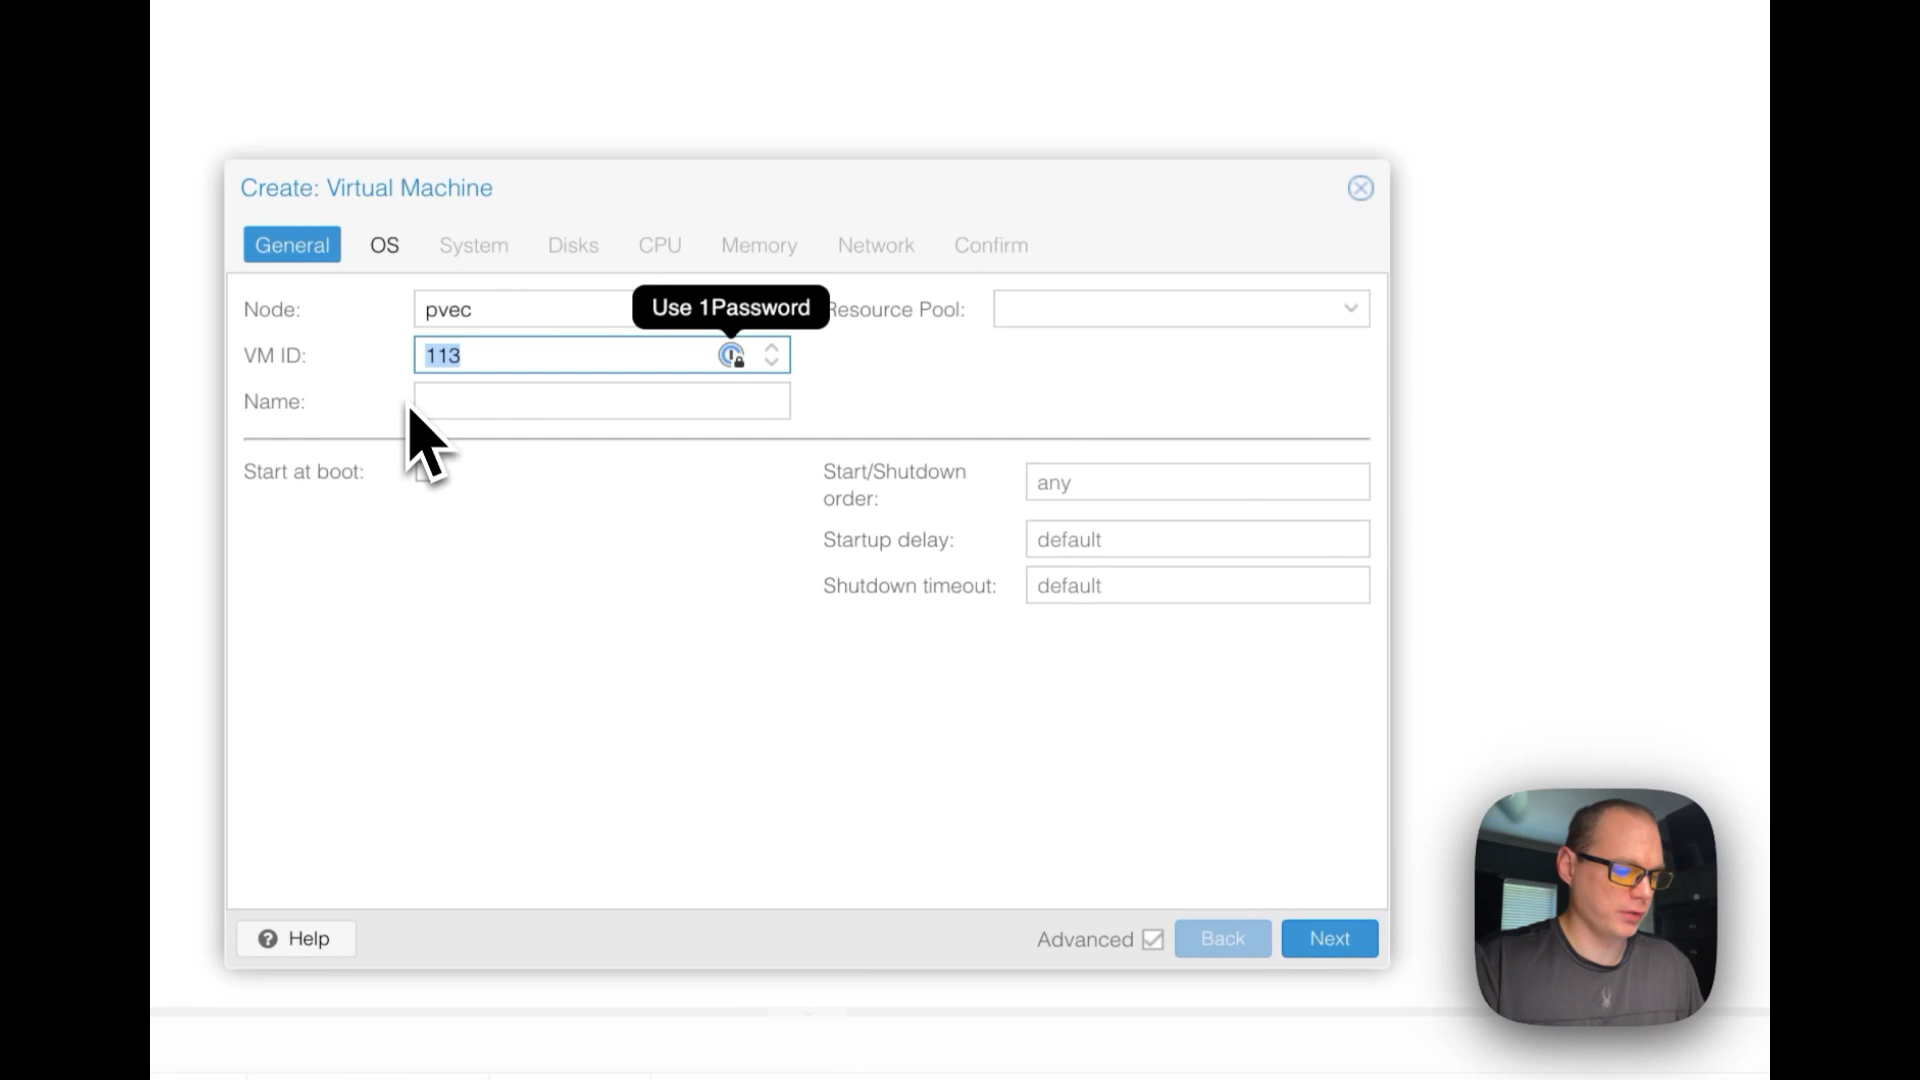 Create: Virtual Machine
General OS System Disks CPU Memory Network Confirm
Node: pvec Use 1Password Resource Pool:
VM ID: 113
Name:
Start at boot: Start/Shutdown order: any
Startup delay: default
Shutdown timeout: default
Help Advanced Back Next